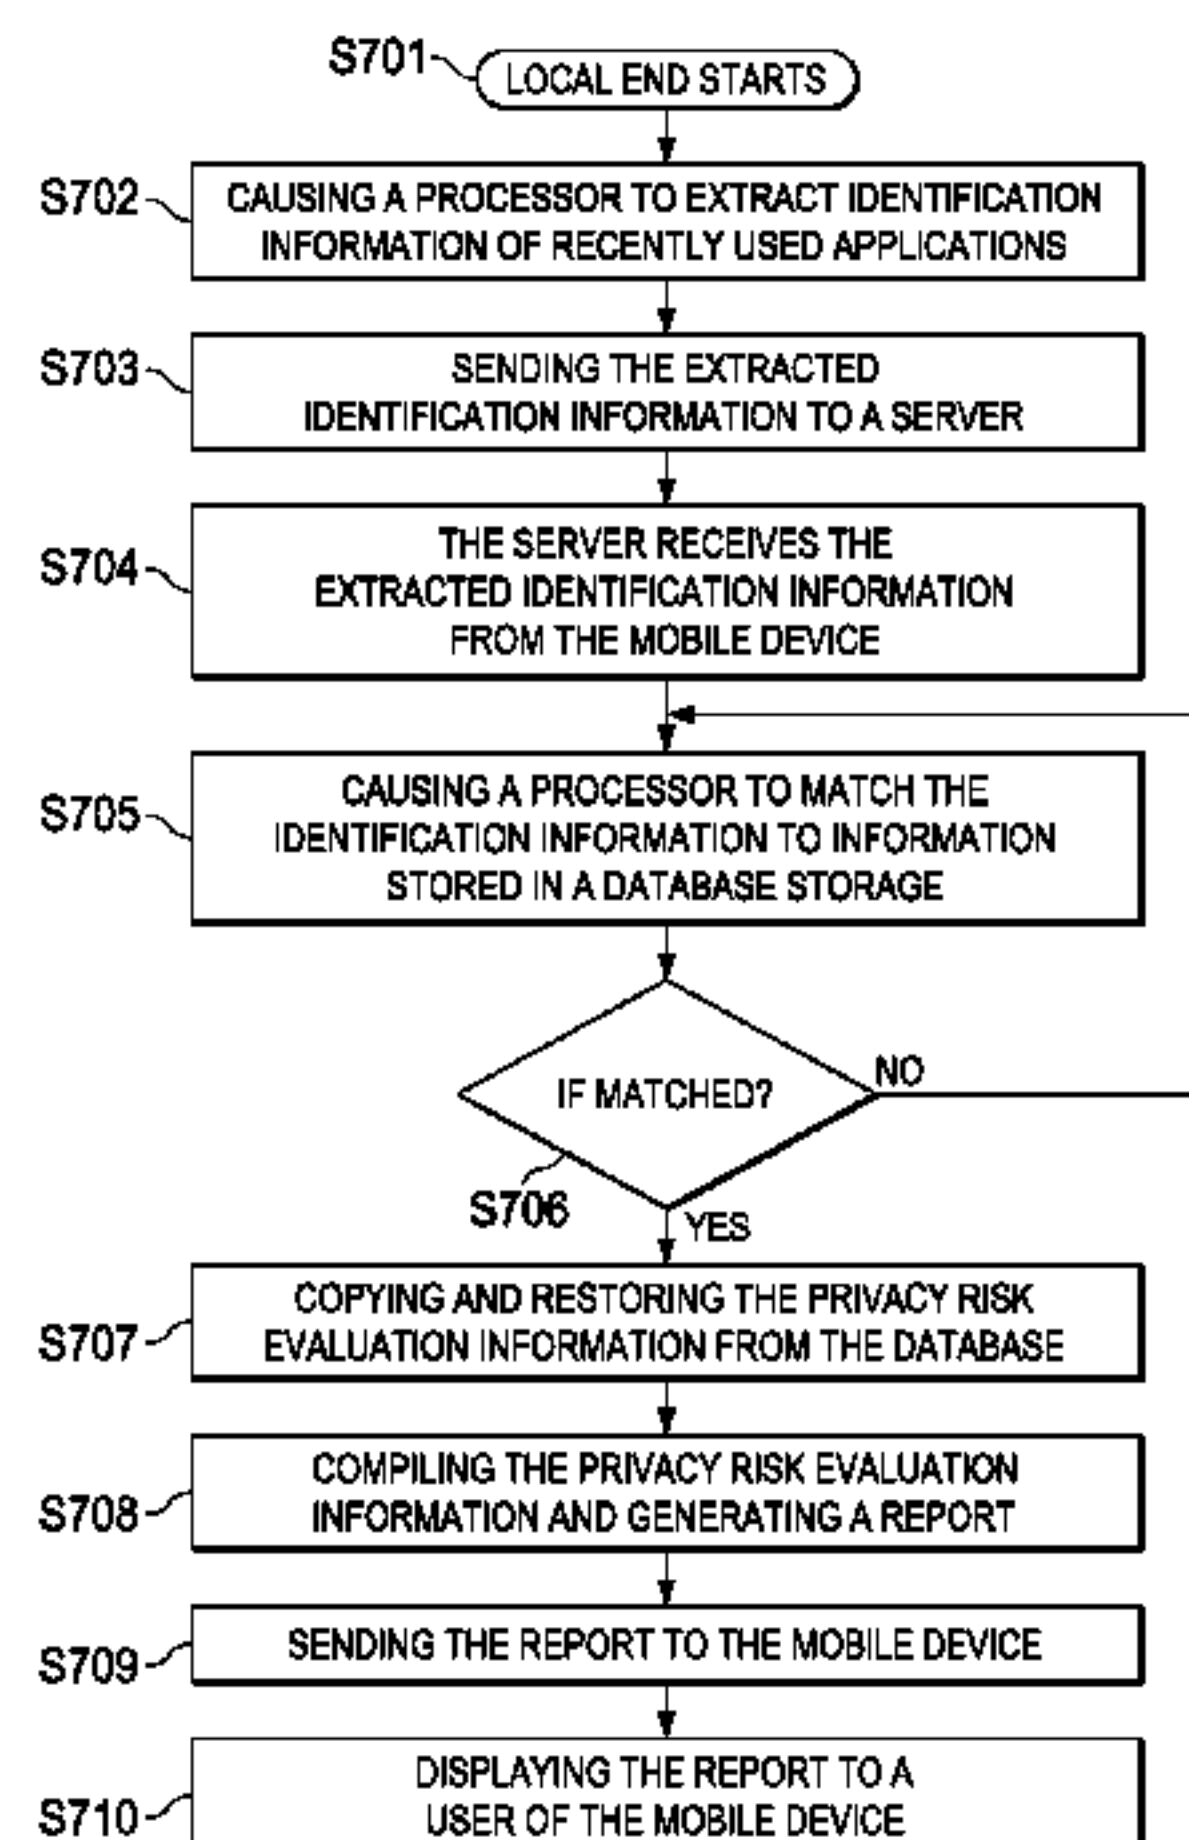 S701
LOCAL END STARTS
S702
CAUSING A PROCESSOR TO EXTRACT IDENTIFICATION
INFORMATION OF RECENTLY USED APPLICATIONS
S703
SENDING THE EXTRACTED
IDENTIFICATION INFORMATION TO A SERVER
S704
THE SERVER RECEIVES THE
EXTRACTED IDENTIFICATION INFORMATION
FROM THE MOBILE DEVICE
S705
CAUSING A PROCESSOR TO MATCH THE
IDENTIFICATION INFORMATION TO INFORMATION
STORED IN A DATABASE STORAGE
IF MATCHED?
NO
S706
YES
S707
COPYING AND RESTORING THE PRIVACY RISK
EVALUATION INFORMATION FROM THE DATABASE
S708
COMPILING THE PRIVACY RISK EVALUATION
INFORMATION AND GENERATING A REPORT
S709
SENDING THE REPORT TO THE MOBILE DEVICE
S710
DISPLAYING THE REPORT TO A
USER OF THE MOBILE DEVICE